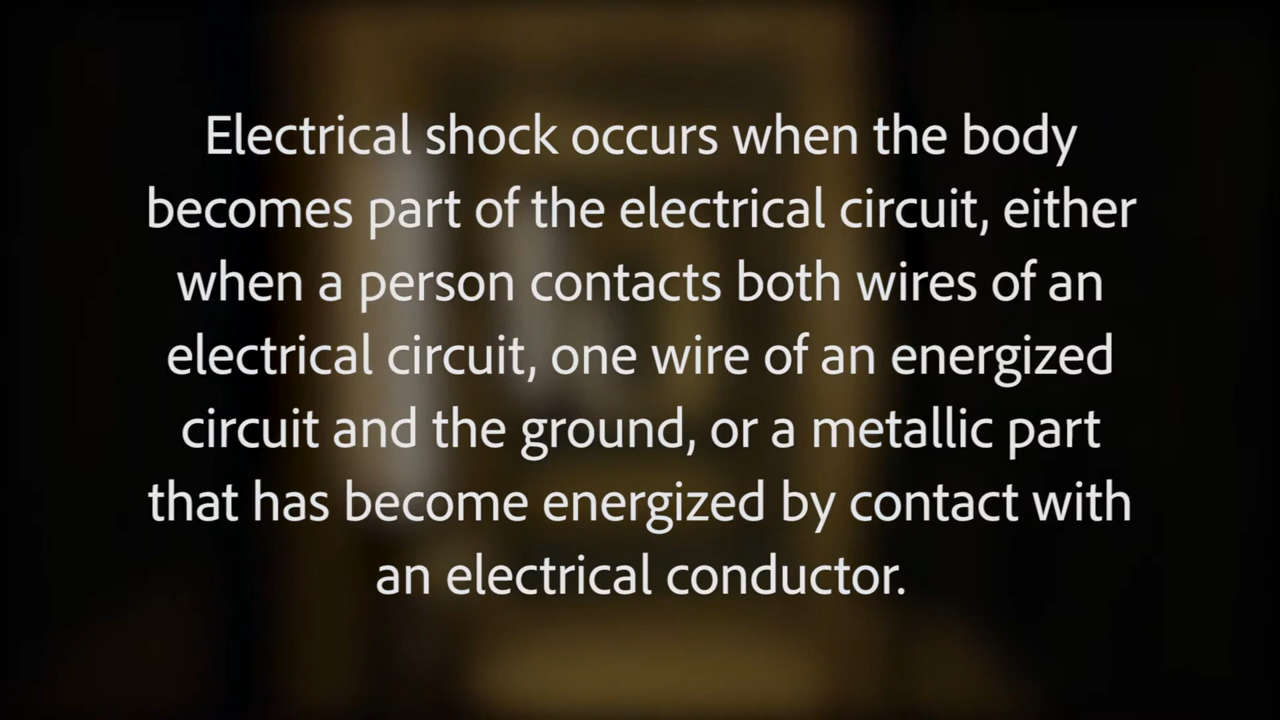 Electrical shock occurs when the body
becomes part of the electrical circuit, either
when a person contacts both wires of an
electrical circuit, one wire of an energized
circuit and the ground, or a metallic part
that has become energized by contact with
an electrical conductor.